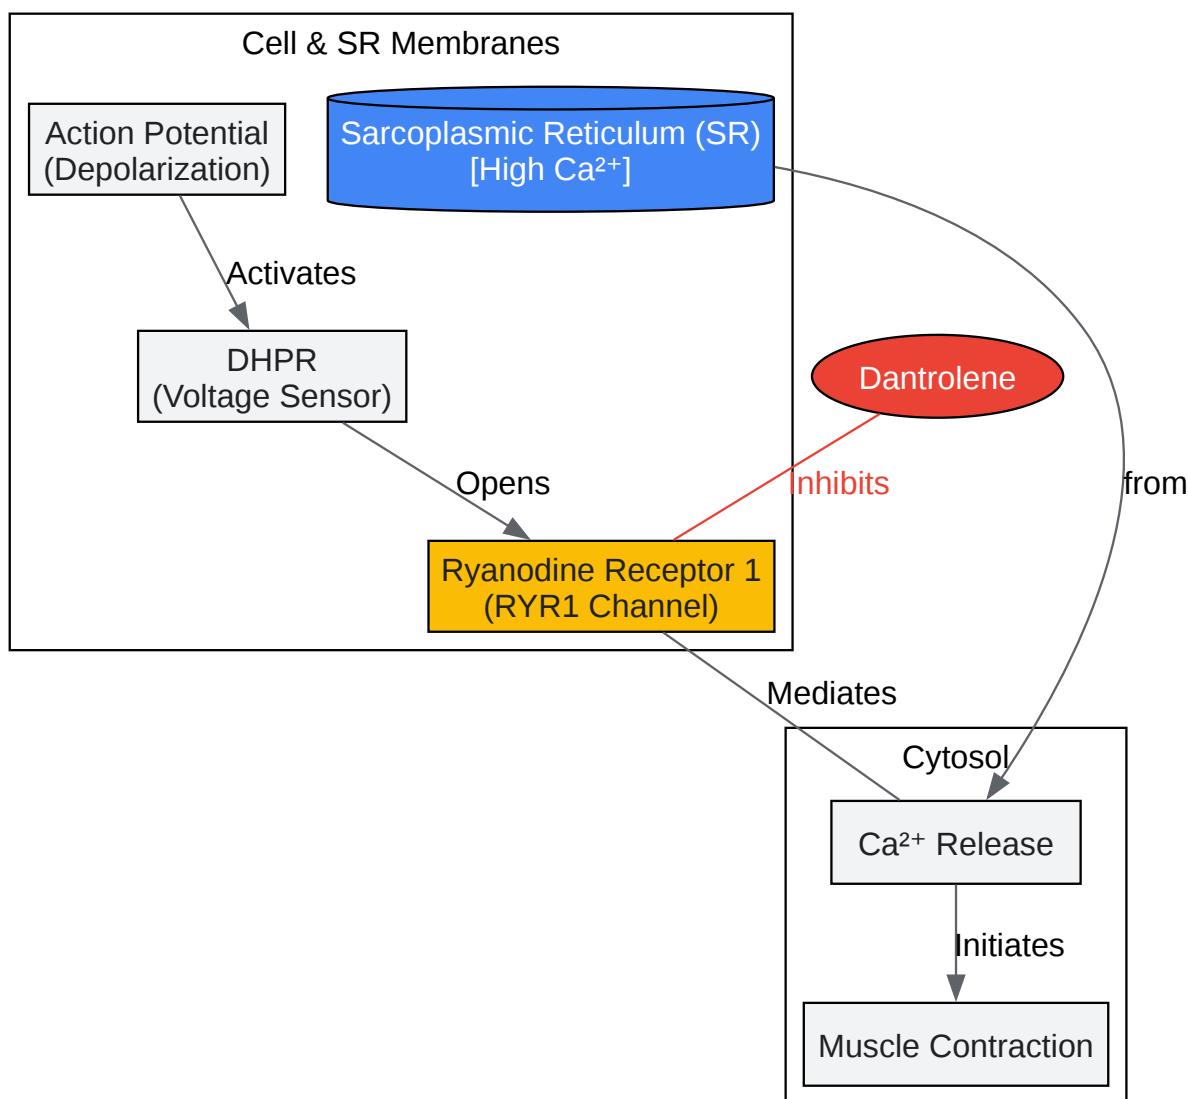 Cell & SR Membranes
Action Potential
(Depolarization)
Sarcoplasmic Reticulum (SR)
[High Ca²⁺]
Activates
DHPR
(Voltage Sensor)
Dantrolene
Opens
Inhibits
from
Ryanodine Receptor 1
(RYR1 Channel)
Mediates
Cytosol
Ca²⁺ Release
Initiates
Muscle Contraction